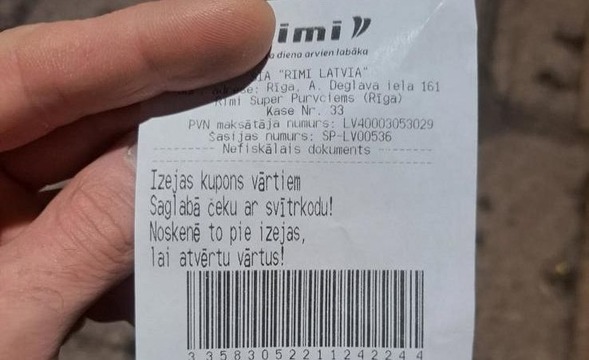 imi
diena arvien labāka
"RIMI LATVIA"
Rīga, A. Deglava iela 161
Rimi Super Purvciems (Rīga)
Kase Nr. 33
PVN maksātāja numurs: LV40003053029
Šasijas numurs: SP-LV00536
Nefiskālais dokuments
Izejas kupons vārtiem
Saglabā čeku ar svītrkodu!
Noskenē to pie izejas,
lai atvērtu vārtus!
3358305221124 2244